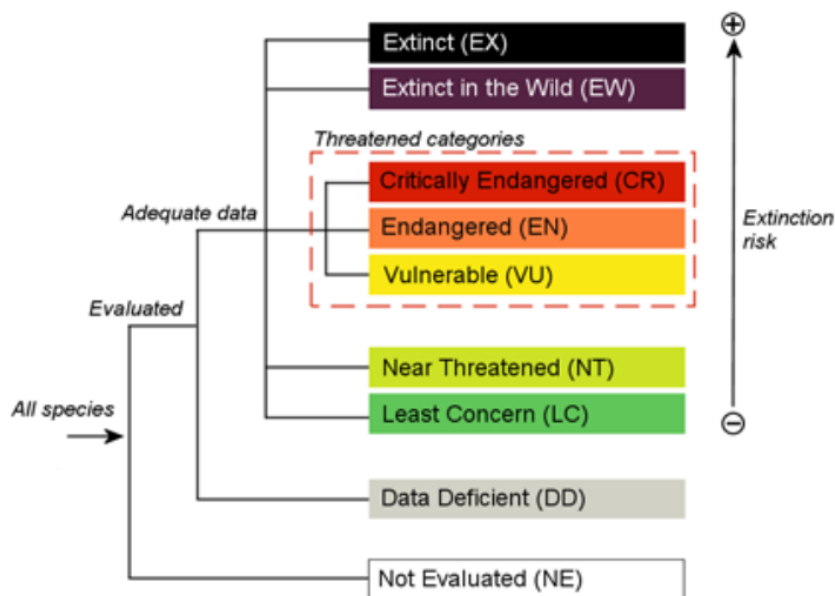 Extinct (EX)
Extinct in the Wild (EW)
Threatened categories
Critically Endangered (CR)
Adequate data
Endangered (EN)
Extinction
risk
Vulnerable (VU)
Evaluated
Near Threatened (NT)
All species
Least Concern (LC)
Data Deficient (DD)
Not Evaluated (NE)